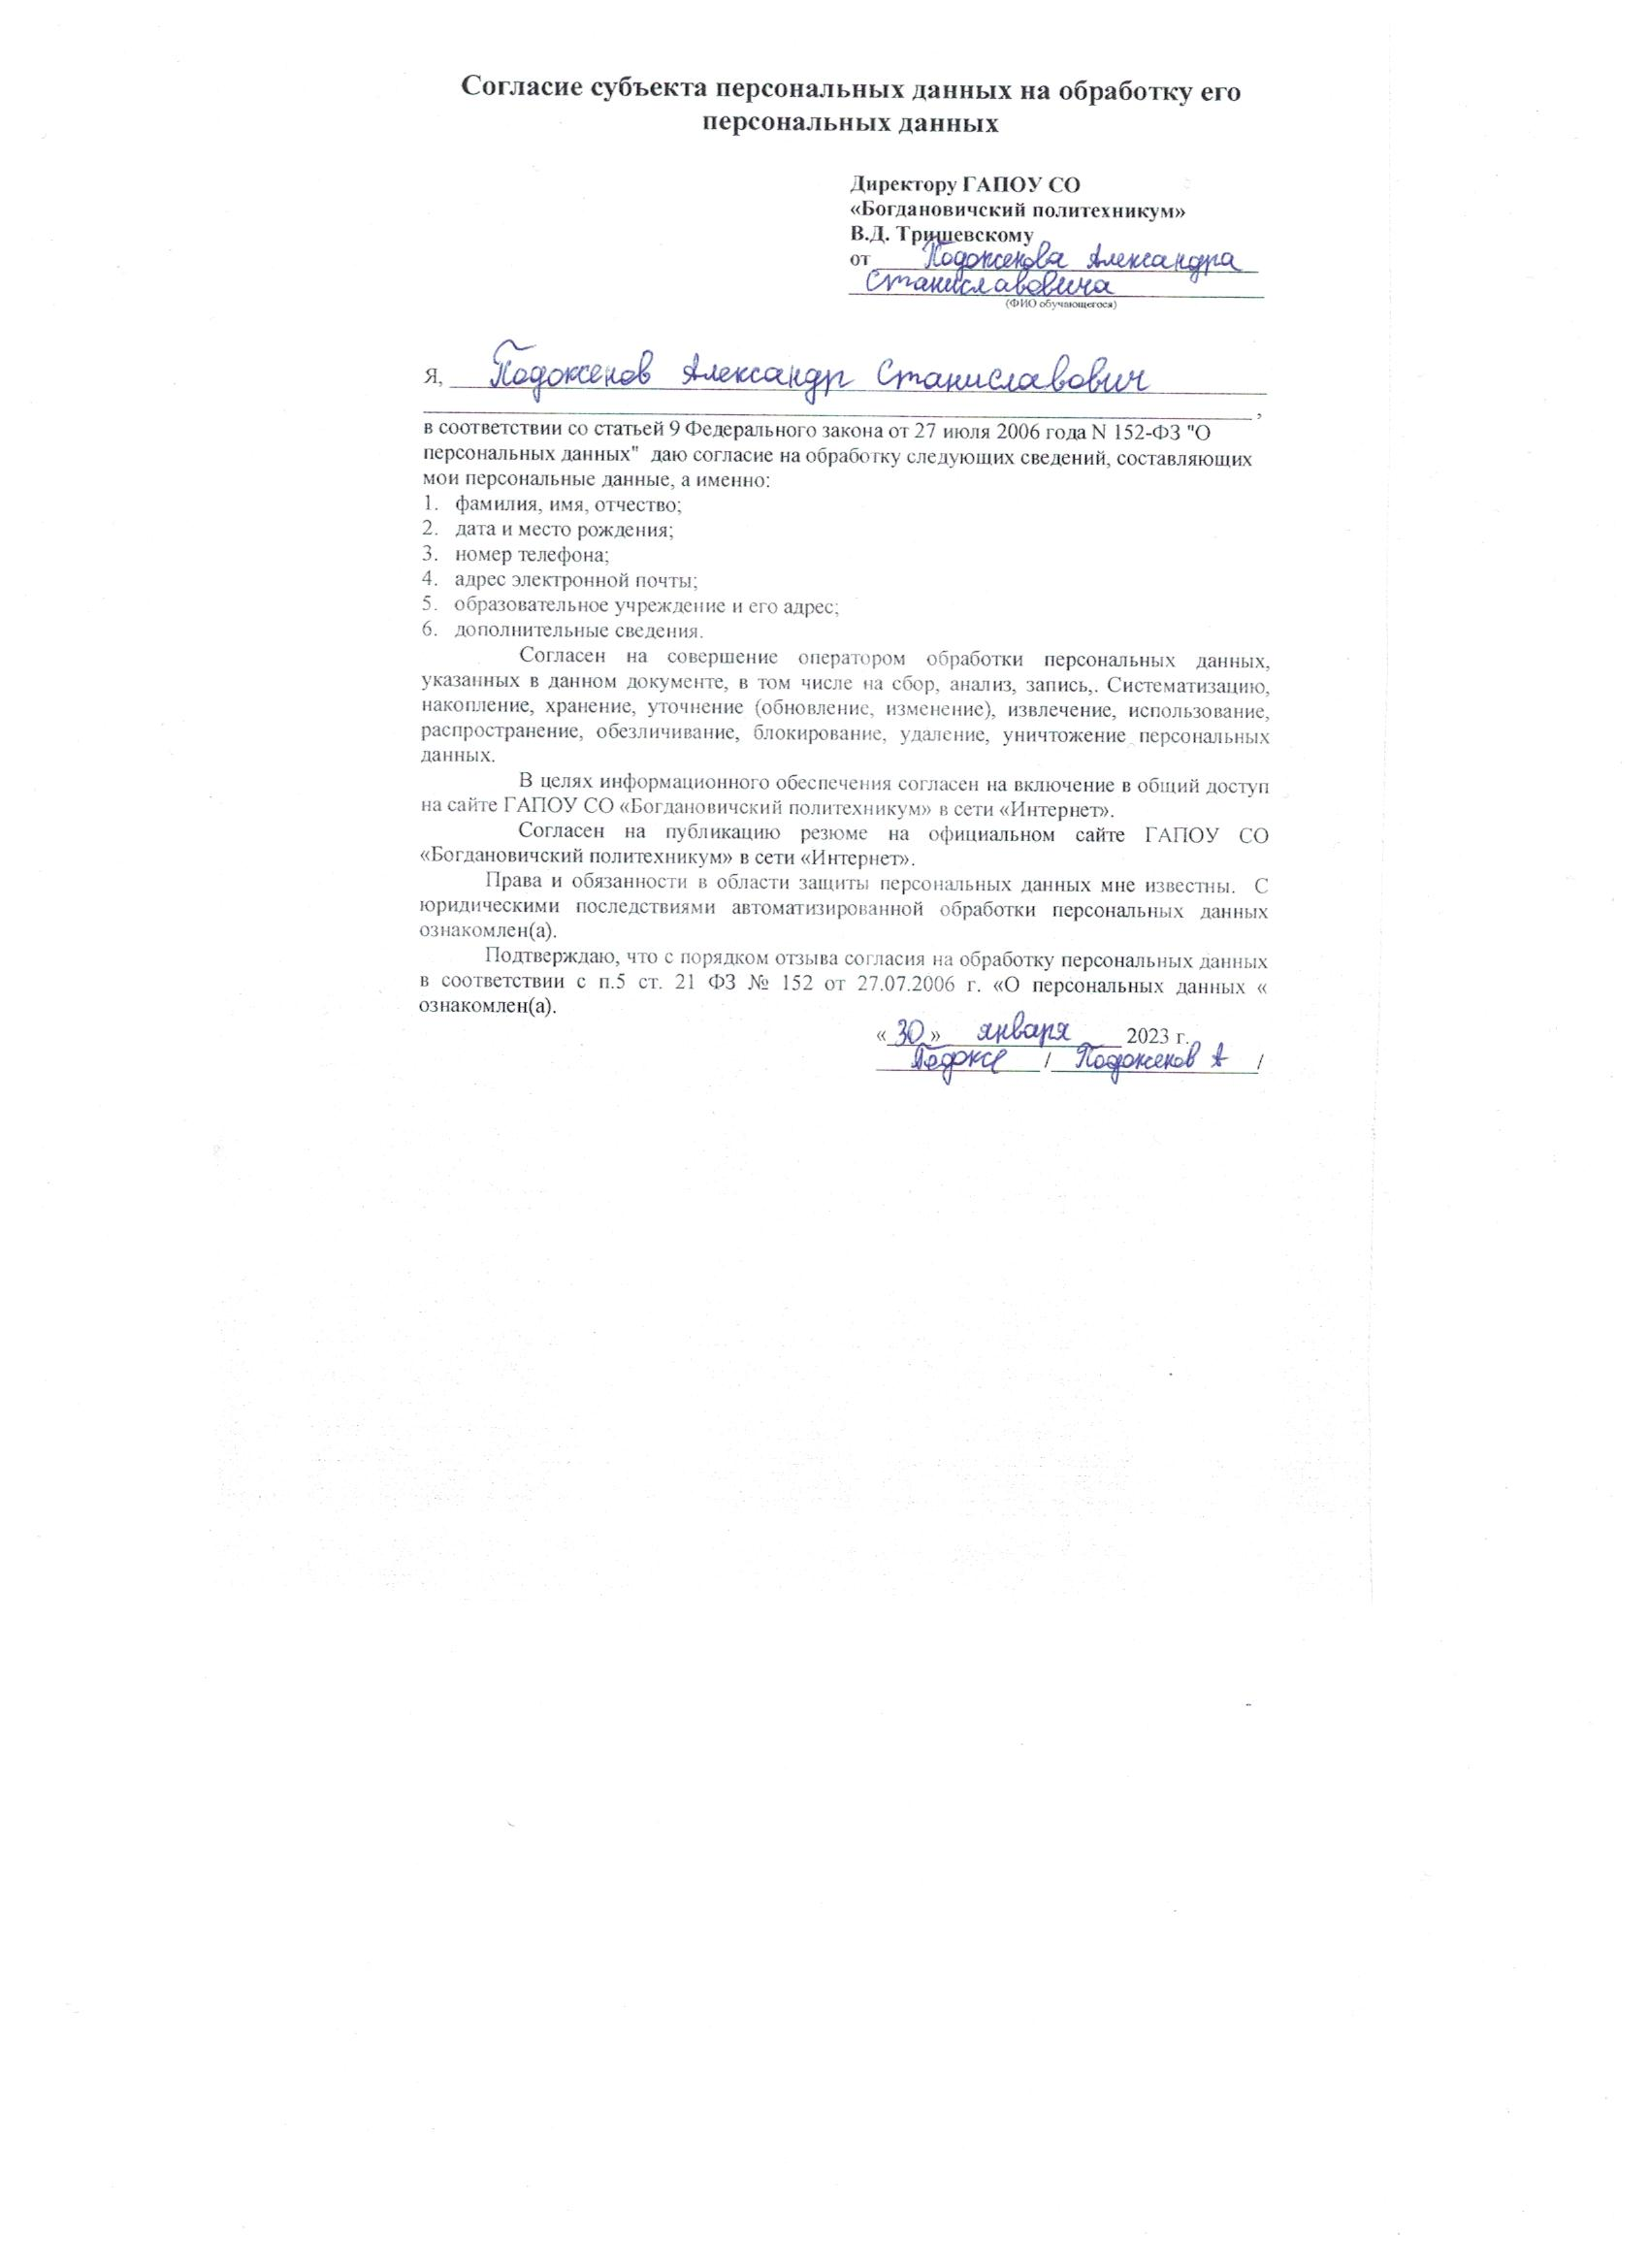 Согласие субъекта персональных данных на обработку его
персональных данных
Директору ГАПОУ СО
«Богдановичский политехникум»
В.Д. Тришевскому
от Подоксенова Александра
Станиславовича
(ФИО обучающегося)
Я, Подоксенов Александр Станиславович
,
в соответствии со статьей 9 Федерального закона от 27 июля 2006 года N 152-ФЗ "О
персональных данных" даю согласие на обработку следующих сведений, составляющих
мои персональные данные, а именно:
1. фамилия, имя, отчество;
2. дата и место рождения;
3. номер телефона;
4. адрес электронной почты;
5. образовательное учреждение и его адрес;
6. дополнительные сведения.
Согласен на совершение оператором обработки персональных данных,
указанных в данном документе, в том числе на сбор, анализ, запись,. Систематизацию,
накопление, хранение, уточнение (обновление, изменение), извлечение, использование,
распространение, обезличивание, блокирование, удаление, уничтожение персональных
данных.
В целях информационного обеспечения согласен на включение в общий доступ
на сайте ГАПОУ СО «Богдановичский политехникум» в сети «Интернет».
Согласен на публикацию резюме на официальном сайте ГАПОУ СО
«Богдановичский политехникум» в сети «Интернет».
Права и обязанности в области защиты персональных данных мне известны. С
юридическими последствиями автоматизированной обработки персональных данных
ознакомлен(а).
Подтверждаю, что с порядком отзыва согласия на обработку персональных данных
в соответствии с п.5 ст. 21 ФЗ № 152 от 27.07.2006 г. «О персональных данных «
ознакомлен(а).
«30» января 2023 г.
Подоксе / Подоксенов А /